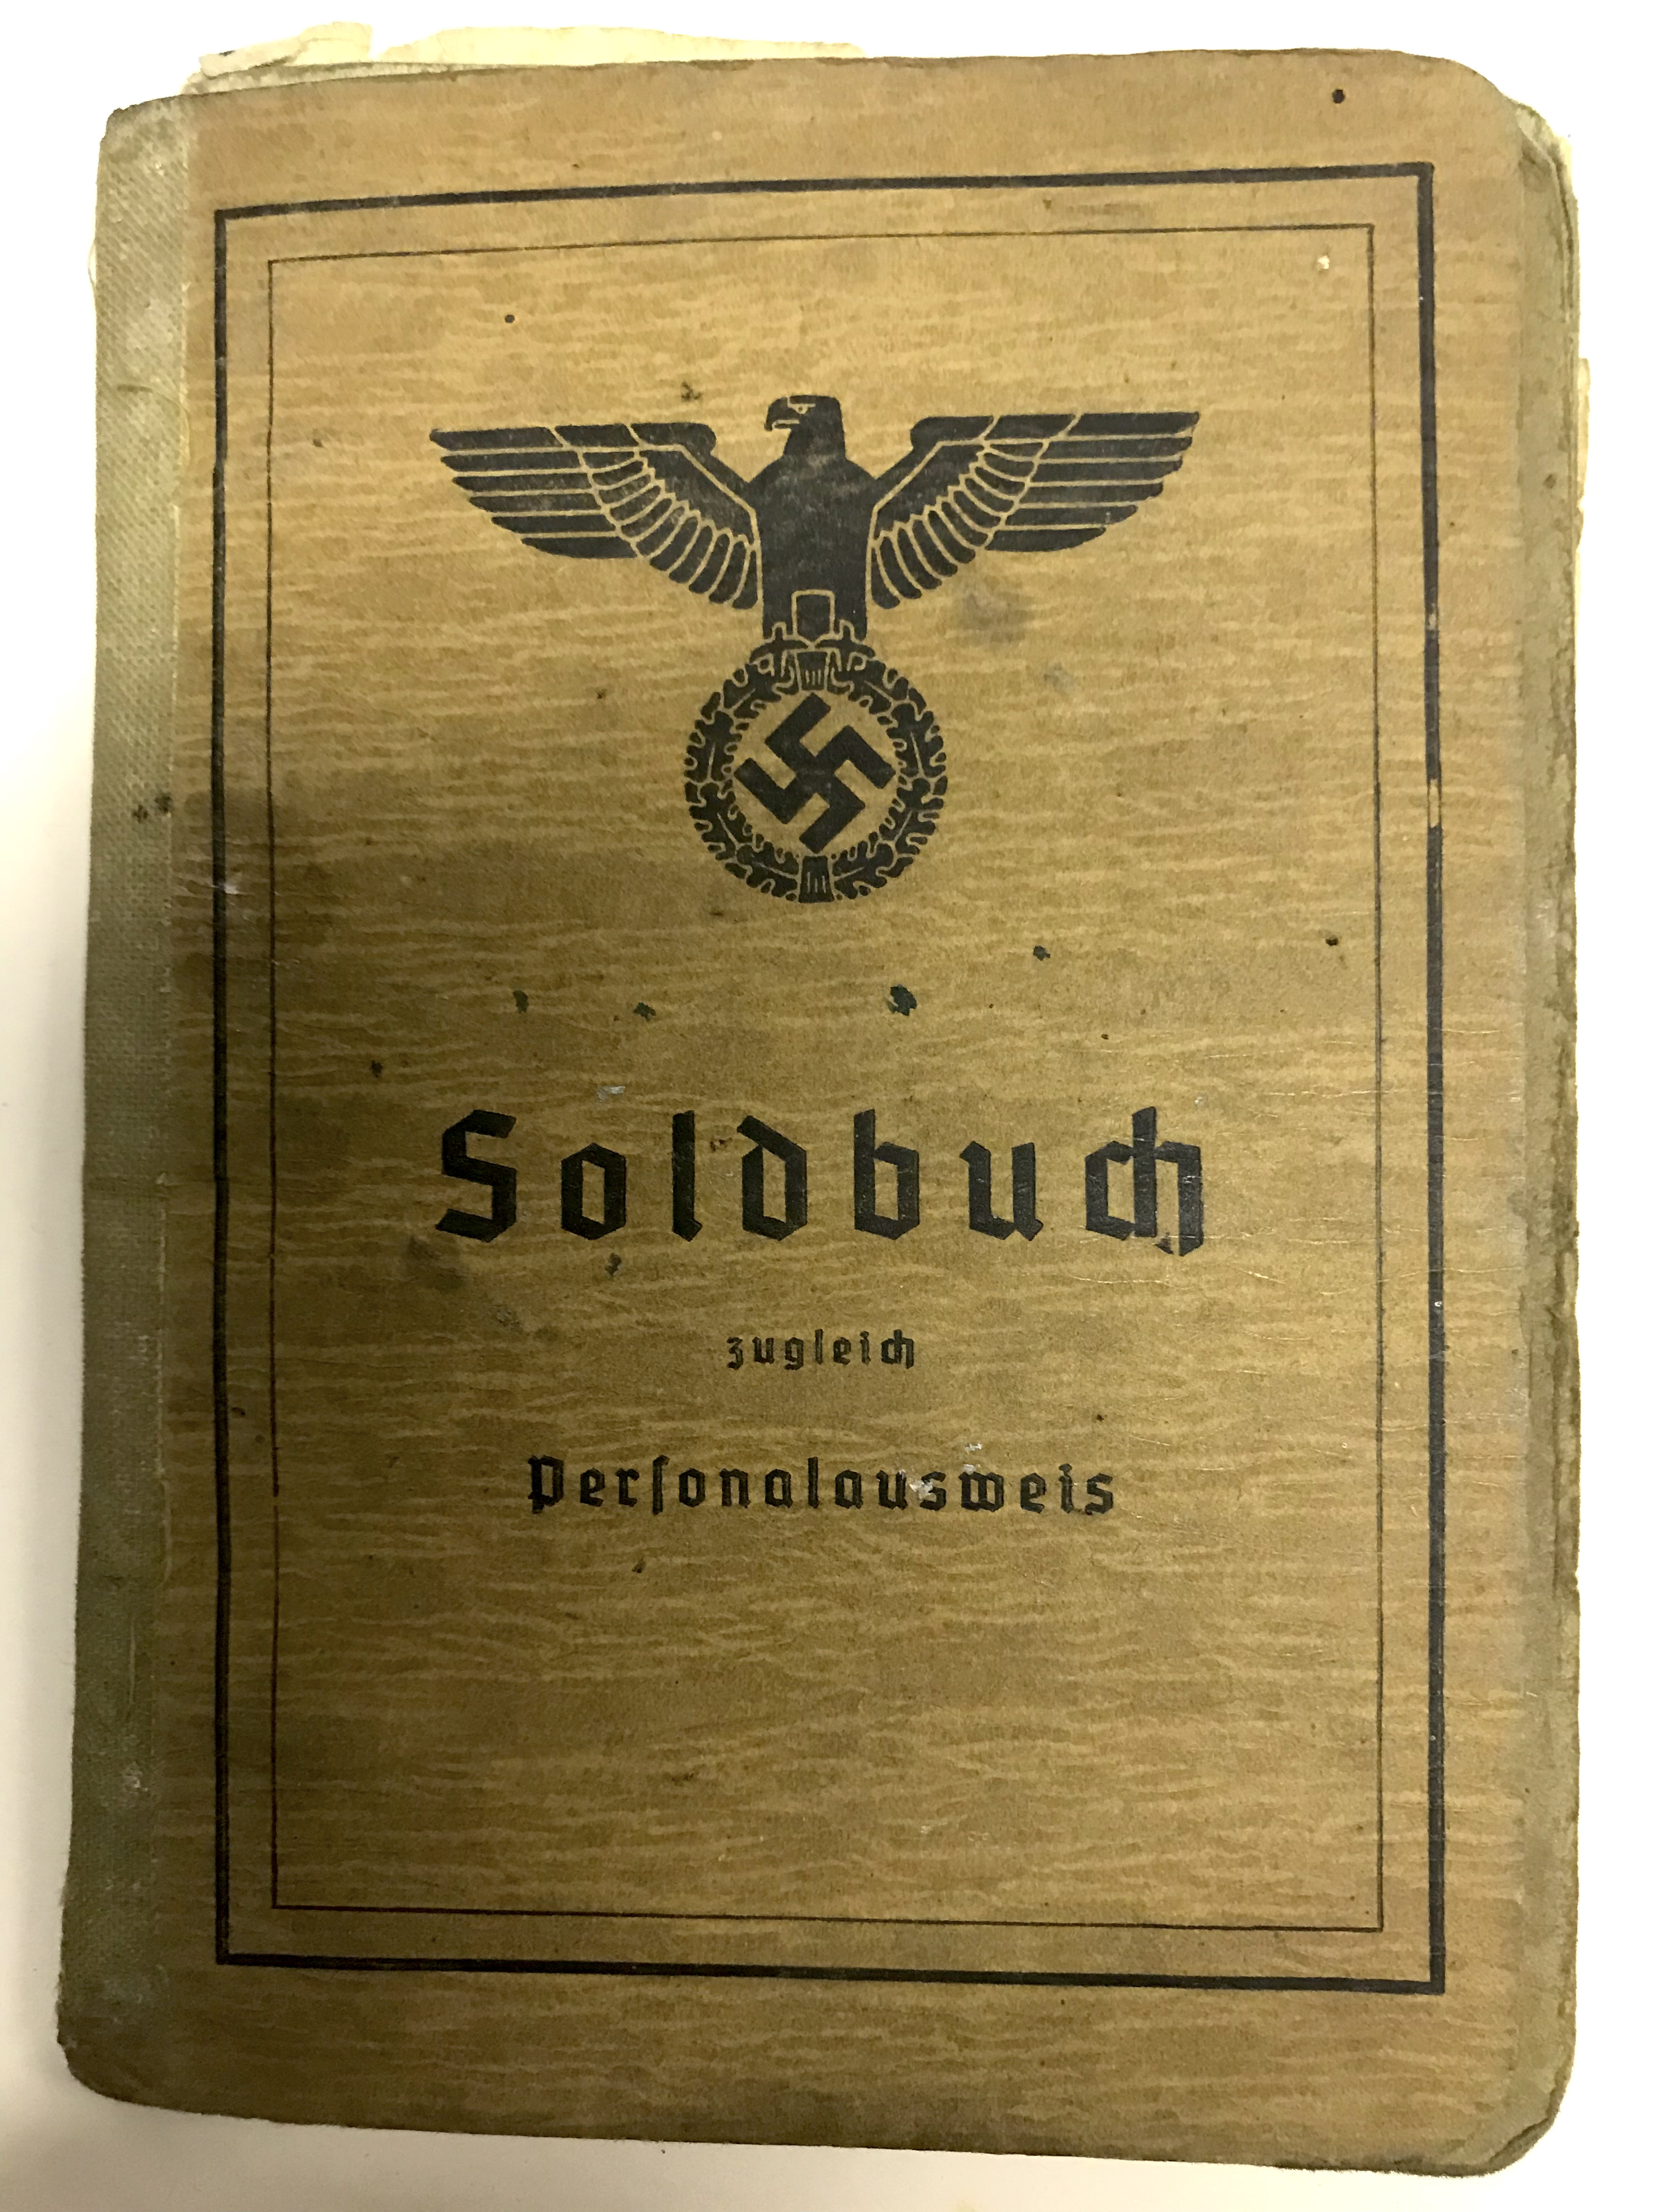 Soldbuch
zugleich
Perſonalausweis